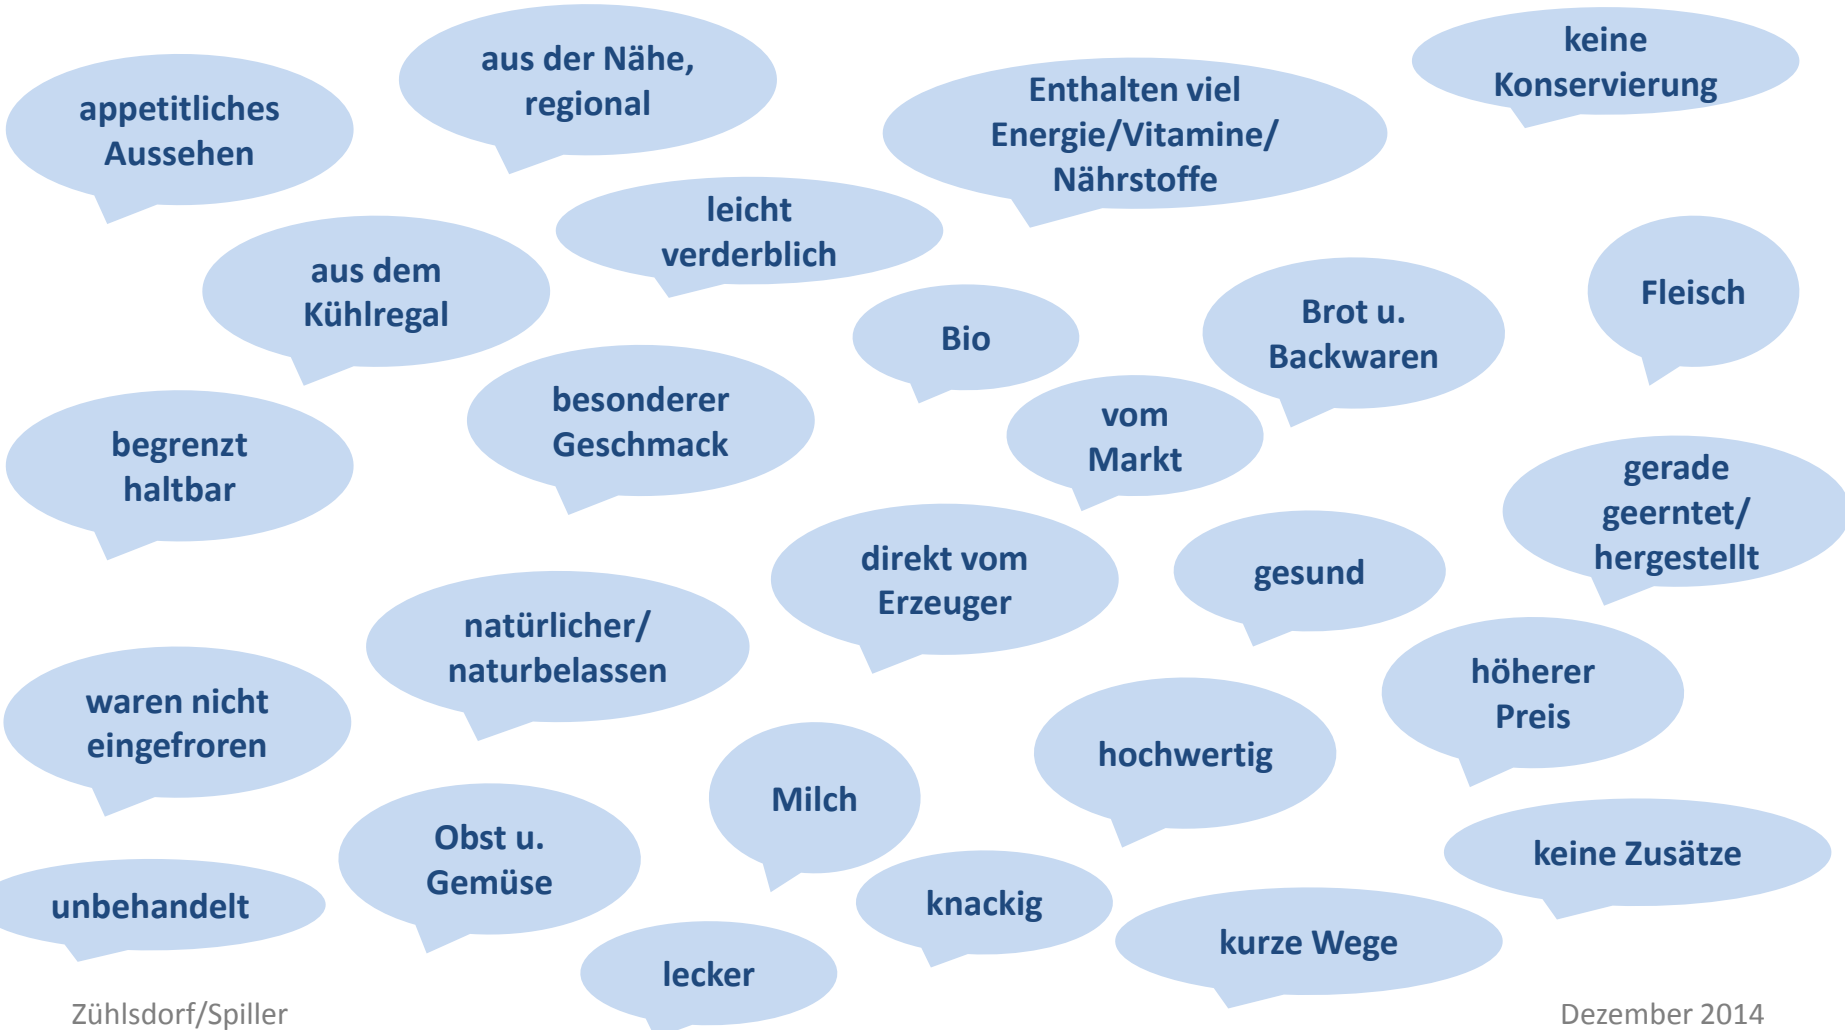 keine
Konservierung
aus der Nähe,
regional
Enthalten viel
Energie/Vitamine/
Nährstoffe
appetitliches
Aussehen
leicht
verderblich
aus dem
Kühlregal
Fleisch
Brot u.
Backwaren
Bio
besonderer
Geschmack
vom
Markt
begrenzt
haltbar
gerade
geerntet/
hergestellt
direkt vom
Erzeuger
gesund
natürlicher/
naturbelassen
höherer
Preis
waren nicht
eingefroren
hochwertig
Milch
Obst u.
Gemüse
keine Zusätze
unbehandelt
knackig
kurze Wege
lecker
Zühlsdorf/Spiller
Dezember 2014